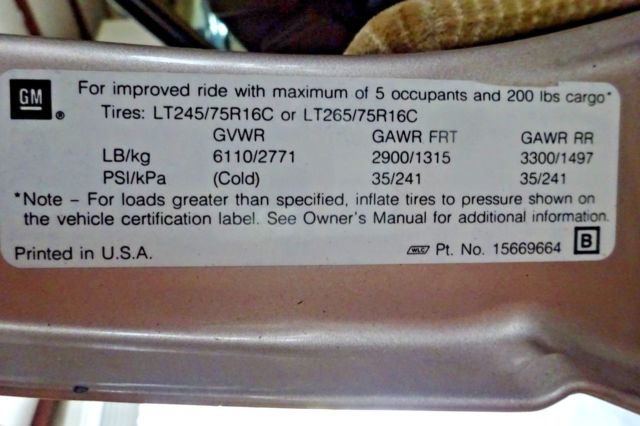 GM ® For improved ride with maximum of 5 occupants and 200 lbs cargo*
Tires: LT245/75R16C or LT265/75R16C
GVWR GAWR FRT GAWR RR
LB/kg 6110/2771 2900/1315 3300/1497
PSI/kPa (Cold) 35/241 35/241
*Note – For loads greater than specified, inflate tires to pressure shown on
the vehicle certification label. See Owner's Manual for additional information.
Printed in U.S.A. WLC Pt. No. 15669664 B